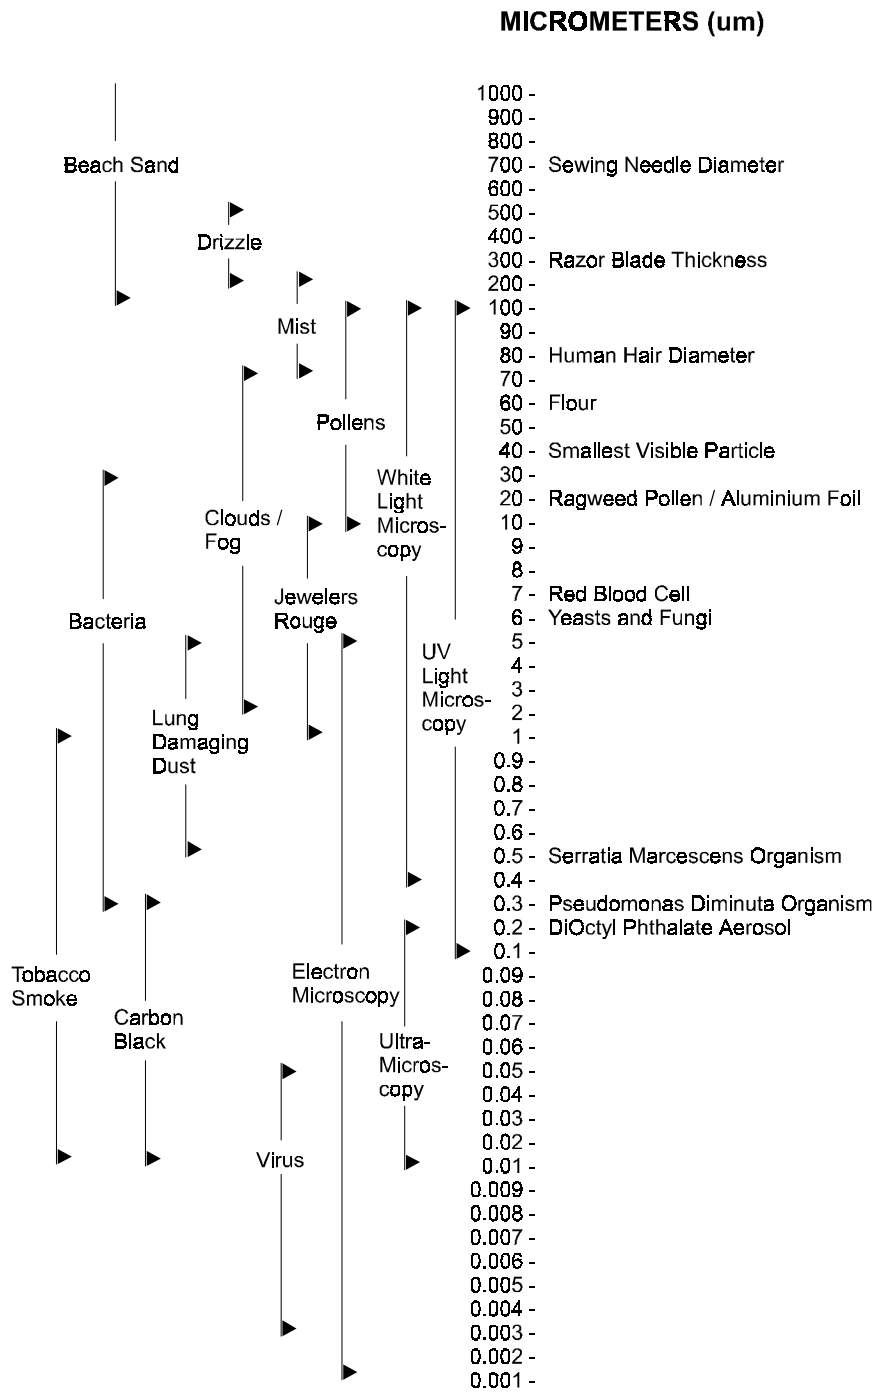 MICROMETERS (um)
1000 -
900 -
800 -
Beach Sand 700 - Sewing Needle Diameter
600 -
500 -
Drizzle 400 -
300 - Razor Blade Thickness
200 -
100 -
Mist 90 -
80 - Human Hair Diameter
70 -
60 - Flour
Pollens 50 -
40 - Smallest Visible Particle
White 30 -
Light 20 - Ragweed Pollen / Aluminium Foil
Clouds / Micros- 10 -
Fog copy 9 -
8 -
Jewelers 7 - Red Blood Cell
Bacteria Rouge 6 - Yeasts and Fungi
UV 5 -
Light 4 -
Micros- 3 -
Lung copy 2 -
Damaging 1 -
Dust 0.9 -
0.8 -
0.7 -
0.6 -
0.5 - Serratia Marcescens Organism
0.4 -
0.3 - Pseudomonas Diminuta Organism
0.2 - DiOctyl Phthalate Aerosol
0.1 -
Tobacco Electron 0.09 -
Smoke Microscopy 0.08 -
Carbon 0.07 -
Black Ultra- 0.06 -
Micros- 0.05 -
copy 0.04 -
0.03 -
0.02 -
Virus 0.01 -
0.009 -
0.008 -
0.007 -
0.006 -
0.005 -
0.004 -
0.003 -
0.002 -
0.001 -